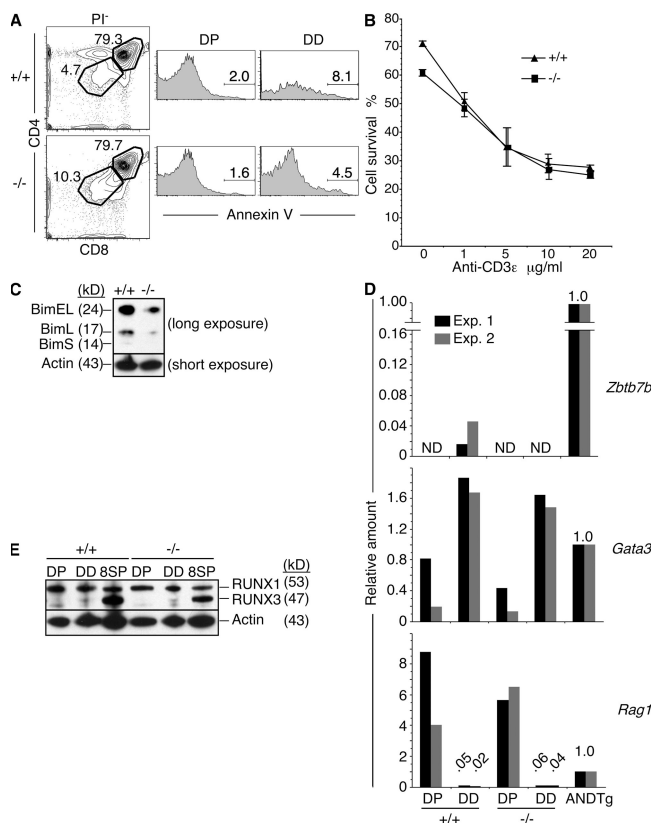 A
PI-
DP
DD
+/+
-/-
CD4
CD8
79.3
4.7
79.7
10.3
2.0
8.1
1.6
4.5
Annexin V
B
80
70
60
50
40
30
20
10
0
Cell survival %
+/+
-/-
0 1 5 10 20
Anti-CD3ε μg/ml
C
(kD) +/+ -/-
BimEL (24)
BimL (17)
BimS (14)
(long exposure)
Actin (43)
(short exposure)
D
Exp. 1
Exp. 2
1.00
0.16
0.12
0.08
0.04
0
ND ND ND
1.0
Zbtb7b
Relative amount
1.6
1.2
0.8
0.4
0
1.0
Gata3
8
6
4
2
0
.05 .02 .06 .04
1.0
Rag1
DP DD DP DD ANDTg
+/+ -/-
E
+/+ -/-
DP DD 8SP DP DD 8SP (kD)
RUNX1 (53)
RUNX3 (47)
Actin (43)